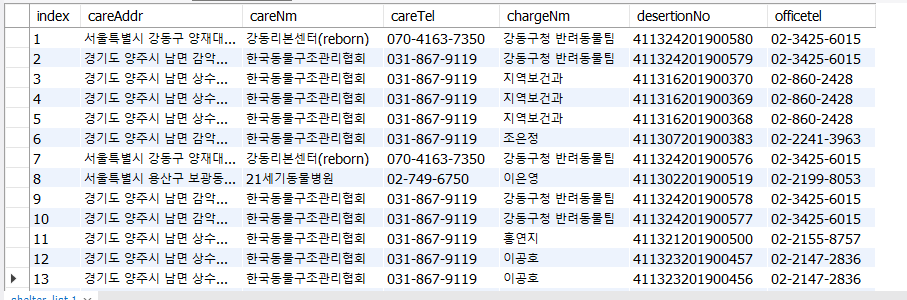 index careAddr careNm careTel chargeNm desertionNo officetel
1 서울특별시 강동구 양재대... 강동리본센터(reborn) 070-4163-7350 강동구청 반려동물팀 411324201900580 02-3425-6015
2 경기도 양주시 남면 감악... 한국동물구조관리협회 031-867-9119 강동구청 반려동물팀 411324201900579 02-3425-6015
3 경기도 양주시 남면 상수... 한국동물구조관리협회 031-867-9119 지역보건과 411316201900370 02-860-2428
4 경기도 양주시 남면 상수... 한국동물구조관리협회 031-867-9119 지역보건과 411316201900369 02-860-2428
5 경기도 양주시 남면 상수... 한국동물구조관리협회 031-867-9119 지역보건과 411316201900368 02-860-2428
6 경기도 양주시 남면 감악... 한국동물구조관리협회 031-867-9119 조은정 411307201900383 02-2241-3963
7 서울특별시 강동구 양재대... 강동리본센터(reborn) 070-4163-7350 강동구청 반려동물팀 411324201900576 02-3425-6015
8 서울특별시 용산구 보광동... 21세기동물병원 02-749-6750 이은영 411302201900519 02-2199-8053
9 경기도 양주시 남면 감악... 한국동물구조관리협회 031-867-9119 강동구청 반려동물팀 411324201900578 02-3425-6015
10 경기도 양주시 남면 감악... 한국동물구조관리협회 031-867-9119 강동구청 반려동물팀 411324201900577 02-3425-6015
11 경기도 양주시 남면 상수... 한국동물구조관리협회 031-867-9119 홍연지 411321201900500 02-2155-8757
12 경기도 양주시 남면 상수... 한국동물구조관리협회 031-867-9119 이공호 411323201900457 02-2147-2836
13 경기도 양주시 남면 상수... 한국동물구조관리협회 031-867-9119 이공호 411323201900456 02-2147-2836
shelter_list 1